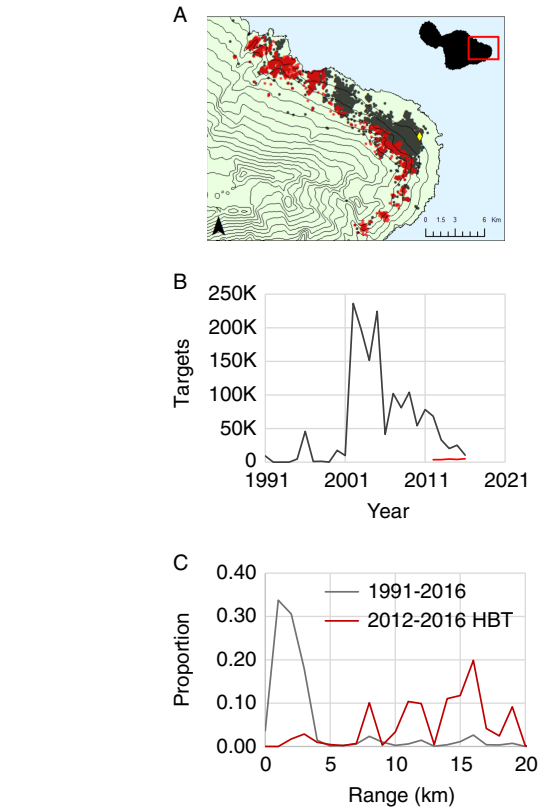 A
0 1.5 3 6 Km
B
250K
200K
150K
100K
50K
0
Targets
1991 2001 2011 2021
Year
C
0.40
0.30
0.20
0.10
0.00
Proportion
1991-2016
2012-2016 HBT
0 5 10 15 20
Range (km)